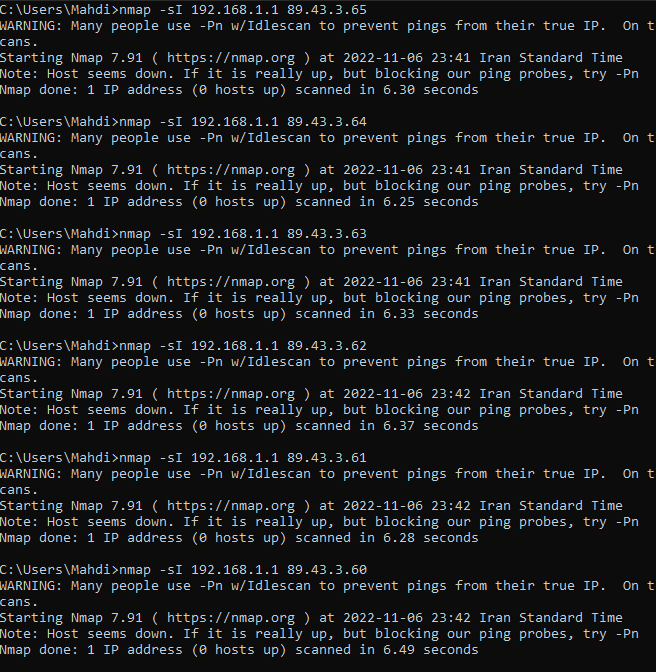 C:\Users\Mahdi>nmap -sI 192.168.1.1 89.43.3.65
WARNING: Many people use -Pn w/Idlescan to prevent pings from their true IP.  On t
cans.
Starting Nmap 7.91 ( https://nmap.org ) at 2022-11-06 23:41 Iran Standard Time
Note: Host seems down. If it is really up, but blocking our ping probes, try -Pn
Nmap done: 1 IP address (0 hosts up) scanned in 6.30 seconds
C:\Users\Mahdi>nmap -sI 192.168.1.1 89.43.3.64
WARNING: Many people use -Pn w/Idlescan to prevent pings from their true IP.  On t
cans.
Starting Nmap 7.91 ( https://nmap.org ) at 2022-11-06 23:41 Iran Standard Time
Note: Host seems down. If it is really up, but blocking our ping probes, try -Pn
Nmap done: 1 IP address (0 hosts up) scanned in 6.25 seconds
C:\Users\Mahdi>nmap -sI 192.168.1.1 89.43.3.63
WARNING: Many people use -Pn w/Idlescan to prevent pings from their true IP.  On t
cans.
Starting Nmap 7.91 ( https://nmap.org ) at 2022-11-06 23:41 Iran Standard Time
Note: Host seems down. If it is really up, but blocking our ping probes, try -Pn
Nmap done: 1 IP address (0 hosts up) scanned in 6.33 seconds
C:\Users\Mahdi>nmap -sI 192.168.1.1 89.43.3.62
WARNING: Many people use -Pn w/Idlescan to prevent pings from their true IP.  On t
cans.
Starting Nmap 7.91 ( https://nmap.org ) at 2022-11-06 23:42 Iran Standard Time
Note: Host seems down. If it is really up, but blocking our ping probes, try -Pn
Nmap done: 1 IP address (0 hosts up) scanned in 6.37 seconds
C:\Users\Mahdi>nmap -sI 192.168.1.1 89.43.3.61
WARNING: Many people use -Pn w/Idlescan to prevent pings from their true IP.  On t
cans.
Starting Nmap 7.91 ( https://nmap.org ) at 2022-11-06 23:42 Iran Standard Time
Note: Host seems down. If it is really up, but blocking our ping probes, try -Pn
Nmap done: 1 IP address (0 hosts up) scanned in 6.28 seconds
C:\Users\Mahdi>nmap -sI 192.168.1.1 89.43.3.60
WARNING: Many people use -Pn w/Idlescan to prevent pings from their true IP.  On t
cans.
Starting Nmap 7.91 ( https://nmap.org ) at 2022-11-06 23:42 Iran Standard Time
Note: Host seems down. If it is really up, but blocking our ping probes, try -Pn
Nmap done: 1 IP address (0 hosts up) scanned in 6.49 seconds